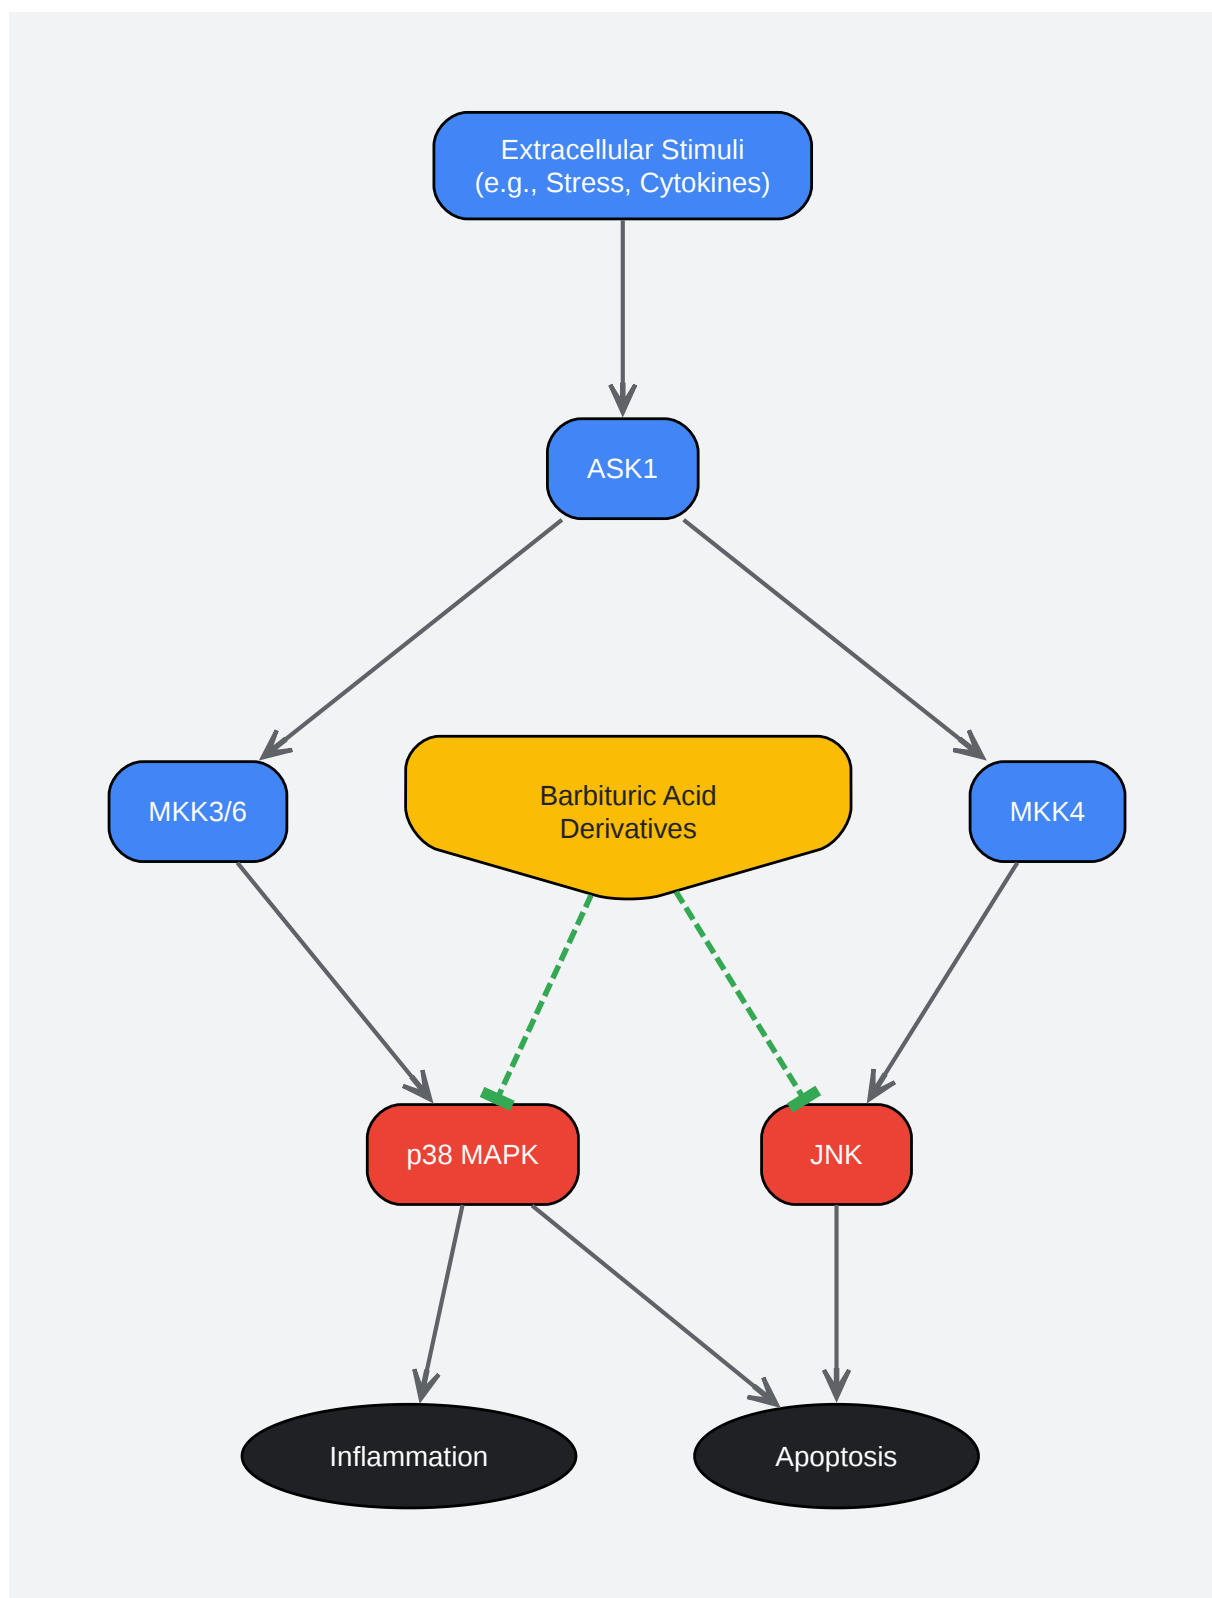 Extracellular Stimuli
(e.g., Stress, Cytokines)
ASK1
MKK3/6
Barbituric Acid
Derivatives
MKK4
p38 MAPK
JNK
Inflammation
Apoptosis